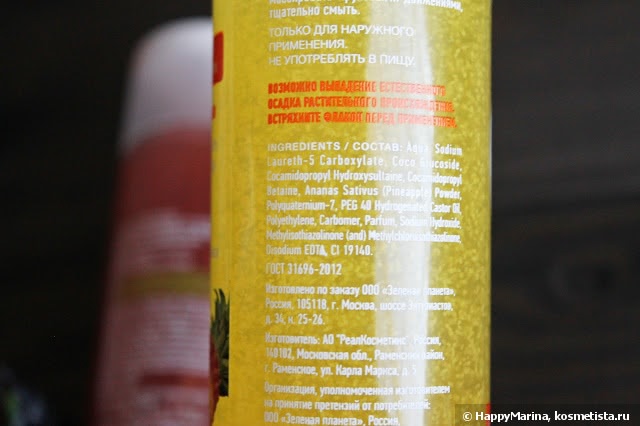 массировать круговыми движениями,
тщательно смыть.
ТОЛЬКО ДЛЯ НАРУЖНОГО
ПРИМЕНЕНИЯ.
НЕ УПОТРЕБЛЯТЬ В ПИЩУ.
ВОЗМОЖНО ВЫПАДЕНИЕ ЕСТЕСТВЕННОГО
ОСАДКА РАСТИТЕЛЬНОГО ПРОИСХОЖДЕНИЯ.
ВСТРЯХНИТЕ ФЛАКОН ПЕРЕД ПРИМЕНЕНИЕМ.
INGREDIENTS / СОСТАВ: Aqua, Sodium
Laureth-5 Carboxylate, Coco Glucoside,
Cocamidopropyl Hydroxysultaine, Cocamidopropyl
Betaine, Ananas Sativus (Pineapple) Powder,
Polyquaternium-7, PEG 40 Hydrogenated Castor Oil,
Polyethylene, Carbomer, Parfum, Sodium Hydroxide,
Methylisothiazolinone (and) Methylchloroisothiazolinone,
Disodium EDTA, CI 19140.
ГОСТ 31696-2012
Изготовлено по заказу ООО «Зеленая планета»,
Россия, 105118, г. Москва, шоссе Энтузиастов,
д. 34, н. 25-26.
Изготовитель: АО "РеалКосметикс", Россия,
140102, Московская обл., Раменский район,
г. Раменское, ул. Карла Маркса, д. 5
Организация, уполномоченная изготовителем
на принятие претензий от потребителей:
ООО «Зеленая планета», Россия,
© HappyMarina, kosmetista.ru